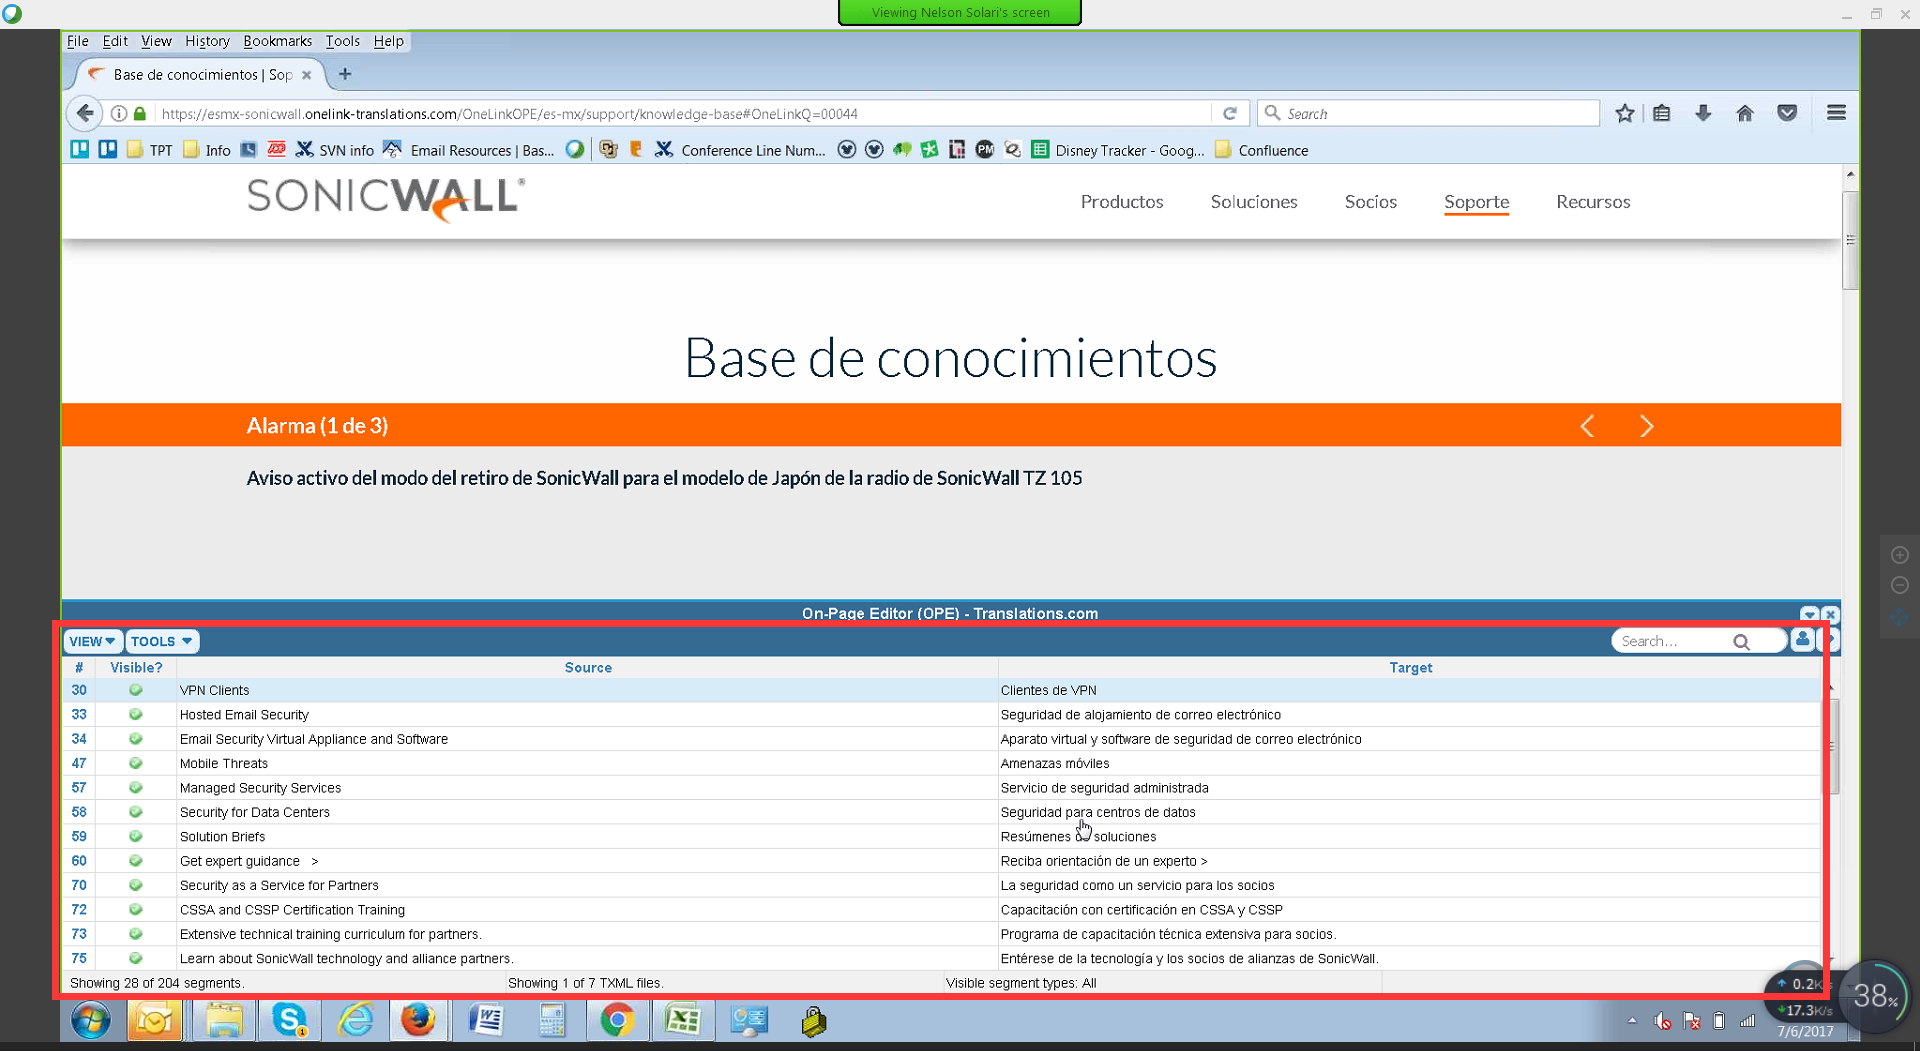 Viewing Nelson Solari's screen
File Edit View History Bookmarks Tools Help
Base de conocimientos | Sop
https://esmx-sonicwall.onelink-translations.com/OneLinkOPE/es-mx/support/knowledge-base#OneLinkQ=00044
Search
TPT Info SVN info Email Resources | Bas... Conference Line Num... PM Disney Tracker - Goog... Confluence
SONICWALL®
Productos Soluciones Socios Soporte Recursos
Base de conocimientos
Alarma (1 de 3)
Aviso activo del modo del retiro de SonicWall para el modelo de Japón de la radio de SonicWall TZ 105
On-Page Editor (OPE) - Translations.com
VIEW TOOLS Search...
# Visible? Source Target
30 VPN Clients Clientes de VPN
33 Hosted Email Security Seguridad de alojamiento de correo electrónico
34 Email Security Virtual Appliance and Software Aparato virtual y software de seguridad de correo electrónico
47 Mobile Threats Amenazas móviles
57 Managed Security Services Servicio de seguridad administrada
58 Security for Data Centers Seguridad para centros de datos
59 Solution Briefs Resúmenes soluciones
60 Get expert guidance > Reciba orientación de un experto >
70 Security as a Service for Partners La seguridad como un servicio para los socios
72 CSSA and CSSP Certification Training Capacitación con certificación en CSSA y CSSP
73 Extensive technical training curriculum for partners. Programa de capacitación técnica extensiva para socios.
75 Learn about SonicWall technology and alliance partners. Entérese de la tecnología y los socios de alianzas de SonicWall.
Showing 28 of 204 segments. Showing 1 of 7 TXML files. Visible segment types: All
0.2K/s
17.3K/s
38%
7/6/2017